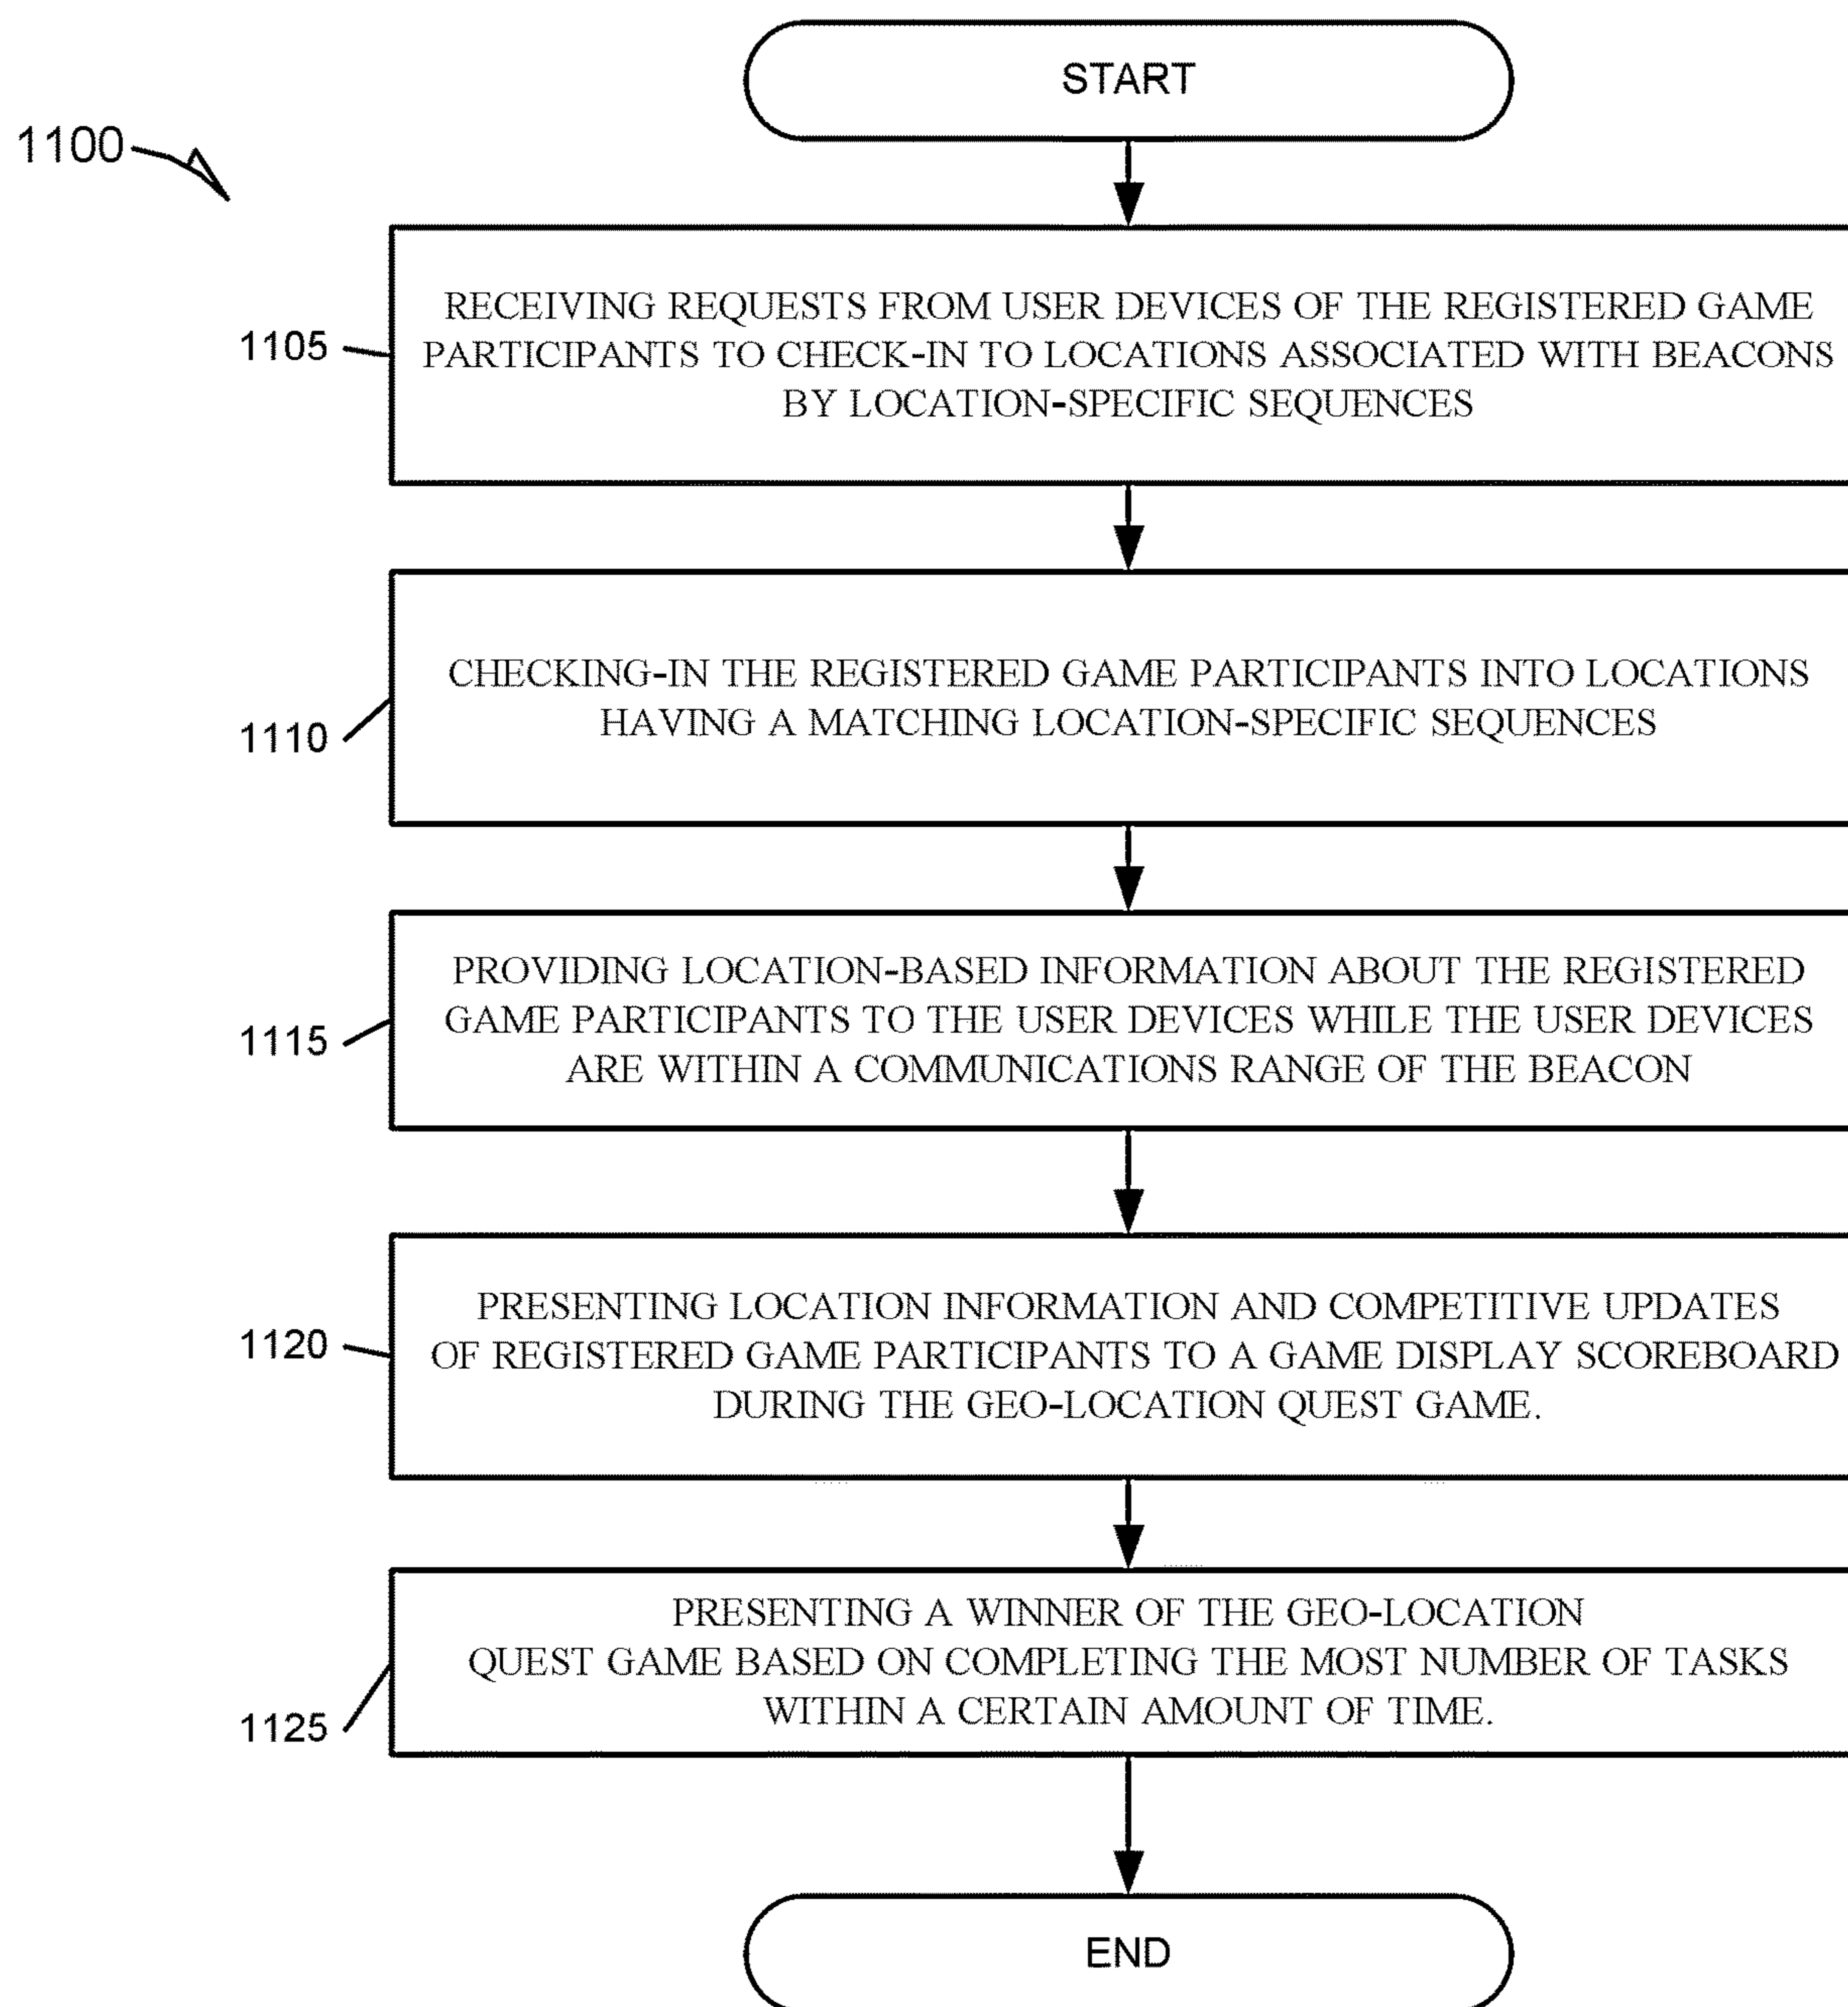 START
1100
1105
RECEIVING REQUESTS FROM USER DEVICES OF THE REGISTERED GAME
PARTICIPANTS TO CHECK-IN TO LOCATIONS ASSOCIATED WITH BEACONS
BY LOCATION-SPECIFIC SEQUENCES
1110
CHECKING-IN THE REGISTERED GAME PARTICIPANTS INTO LOCATIONS
HAVING A MATCHING LOCATION-SPECIFIC SEQUENCES
1115
PROVIDING LOCATION-BASED INFORMATION ABOUT THE REGISTERED
GAME PARTICIPANTS TO THE USER DEVICES WHILE THE USER DEVICES
ARE WITHIN A COMMUNICATIONS RANGE OF THE BEACON
1120
PRESENTING LOCATION INFORMATION AND COMPETITIVE UPDATES
OF REGISTERED GAME PARTICIPANTS TO A GAME DISPLAY SCOREBOARD
DURING THE GEO-LOCATION QUEST GAME.
1125
PRESENTING A WINNER OF THE GEO-LOCATION
QUEST GAME BASED ON COMPLETING THE MOST NUMBER OF TASKS
WITHIN A CERTAIN AMOUNT OF TIME.
END